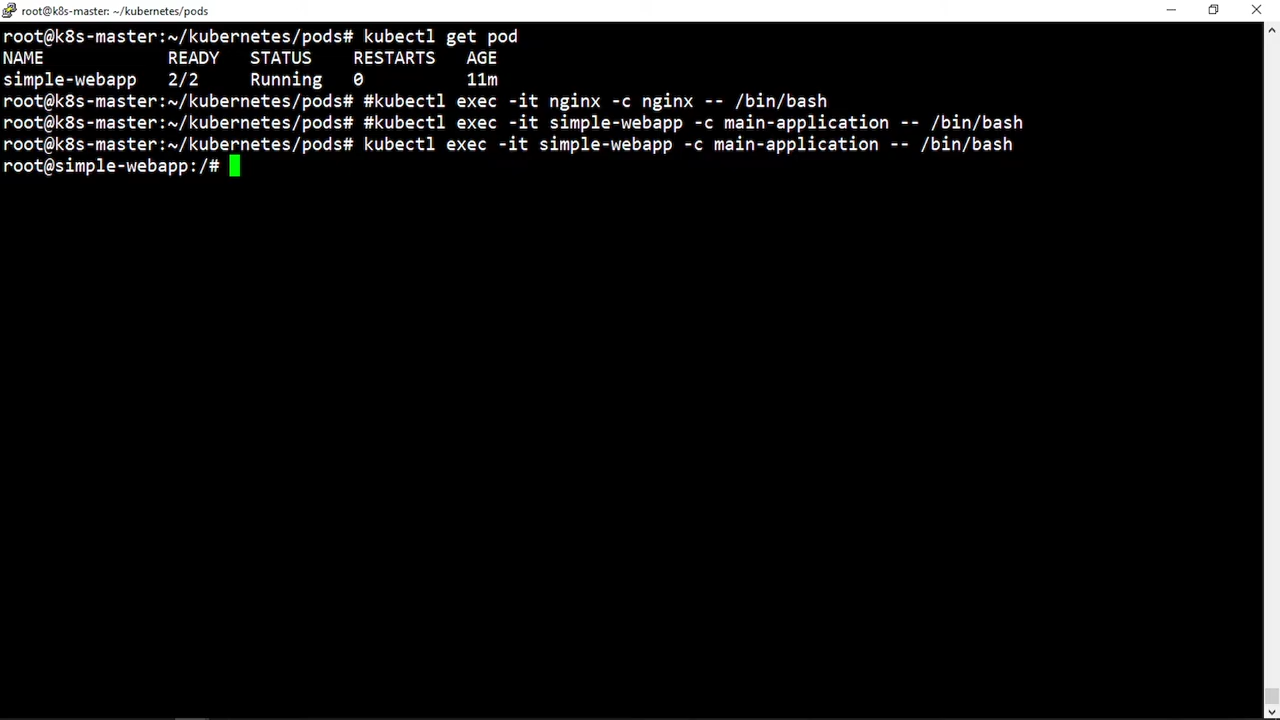 root@k8s-master: ~/kubernetes/pods
root@k8s-master:~/kubernetes/pods# kubectl get pod
NAME            READY   STATUS    RESTARTS   AGE
simple-webapp   2/2     Running   0          11m
root@k8s-master:~/kubernetes/pods# #kubectl exec -it nginx -c nginx -- /bin/bash
root@k8s-master:~/kubernetes/pods# #kubectl exec -it simple-webapp -c main-application -- /bin/bash
root@k8s-master:~/kubernetes/pods# kubectl exec -it simple-webapp -c main-application -- /bin/bash
root@simple-webapp:/#